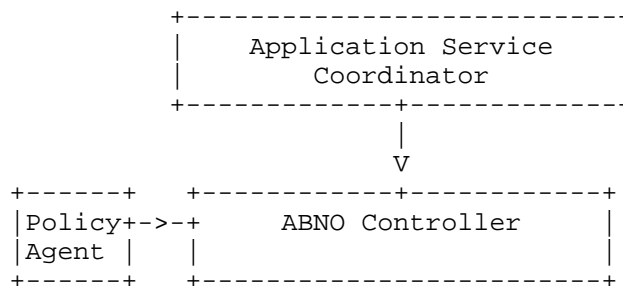 Application Service
Coordinator
V
Policy ABNO Controller
Agent